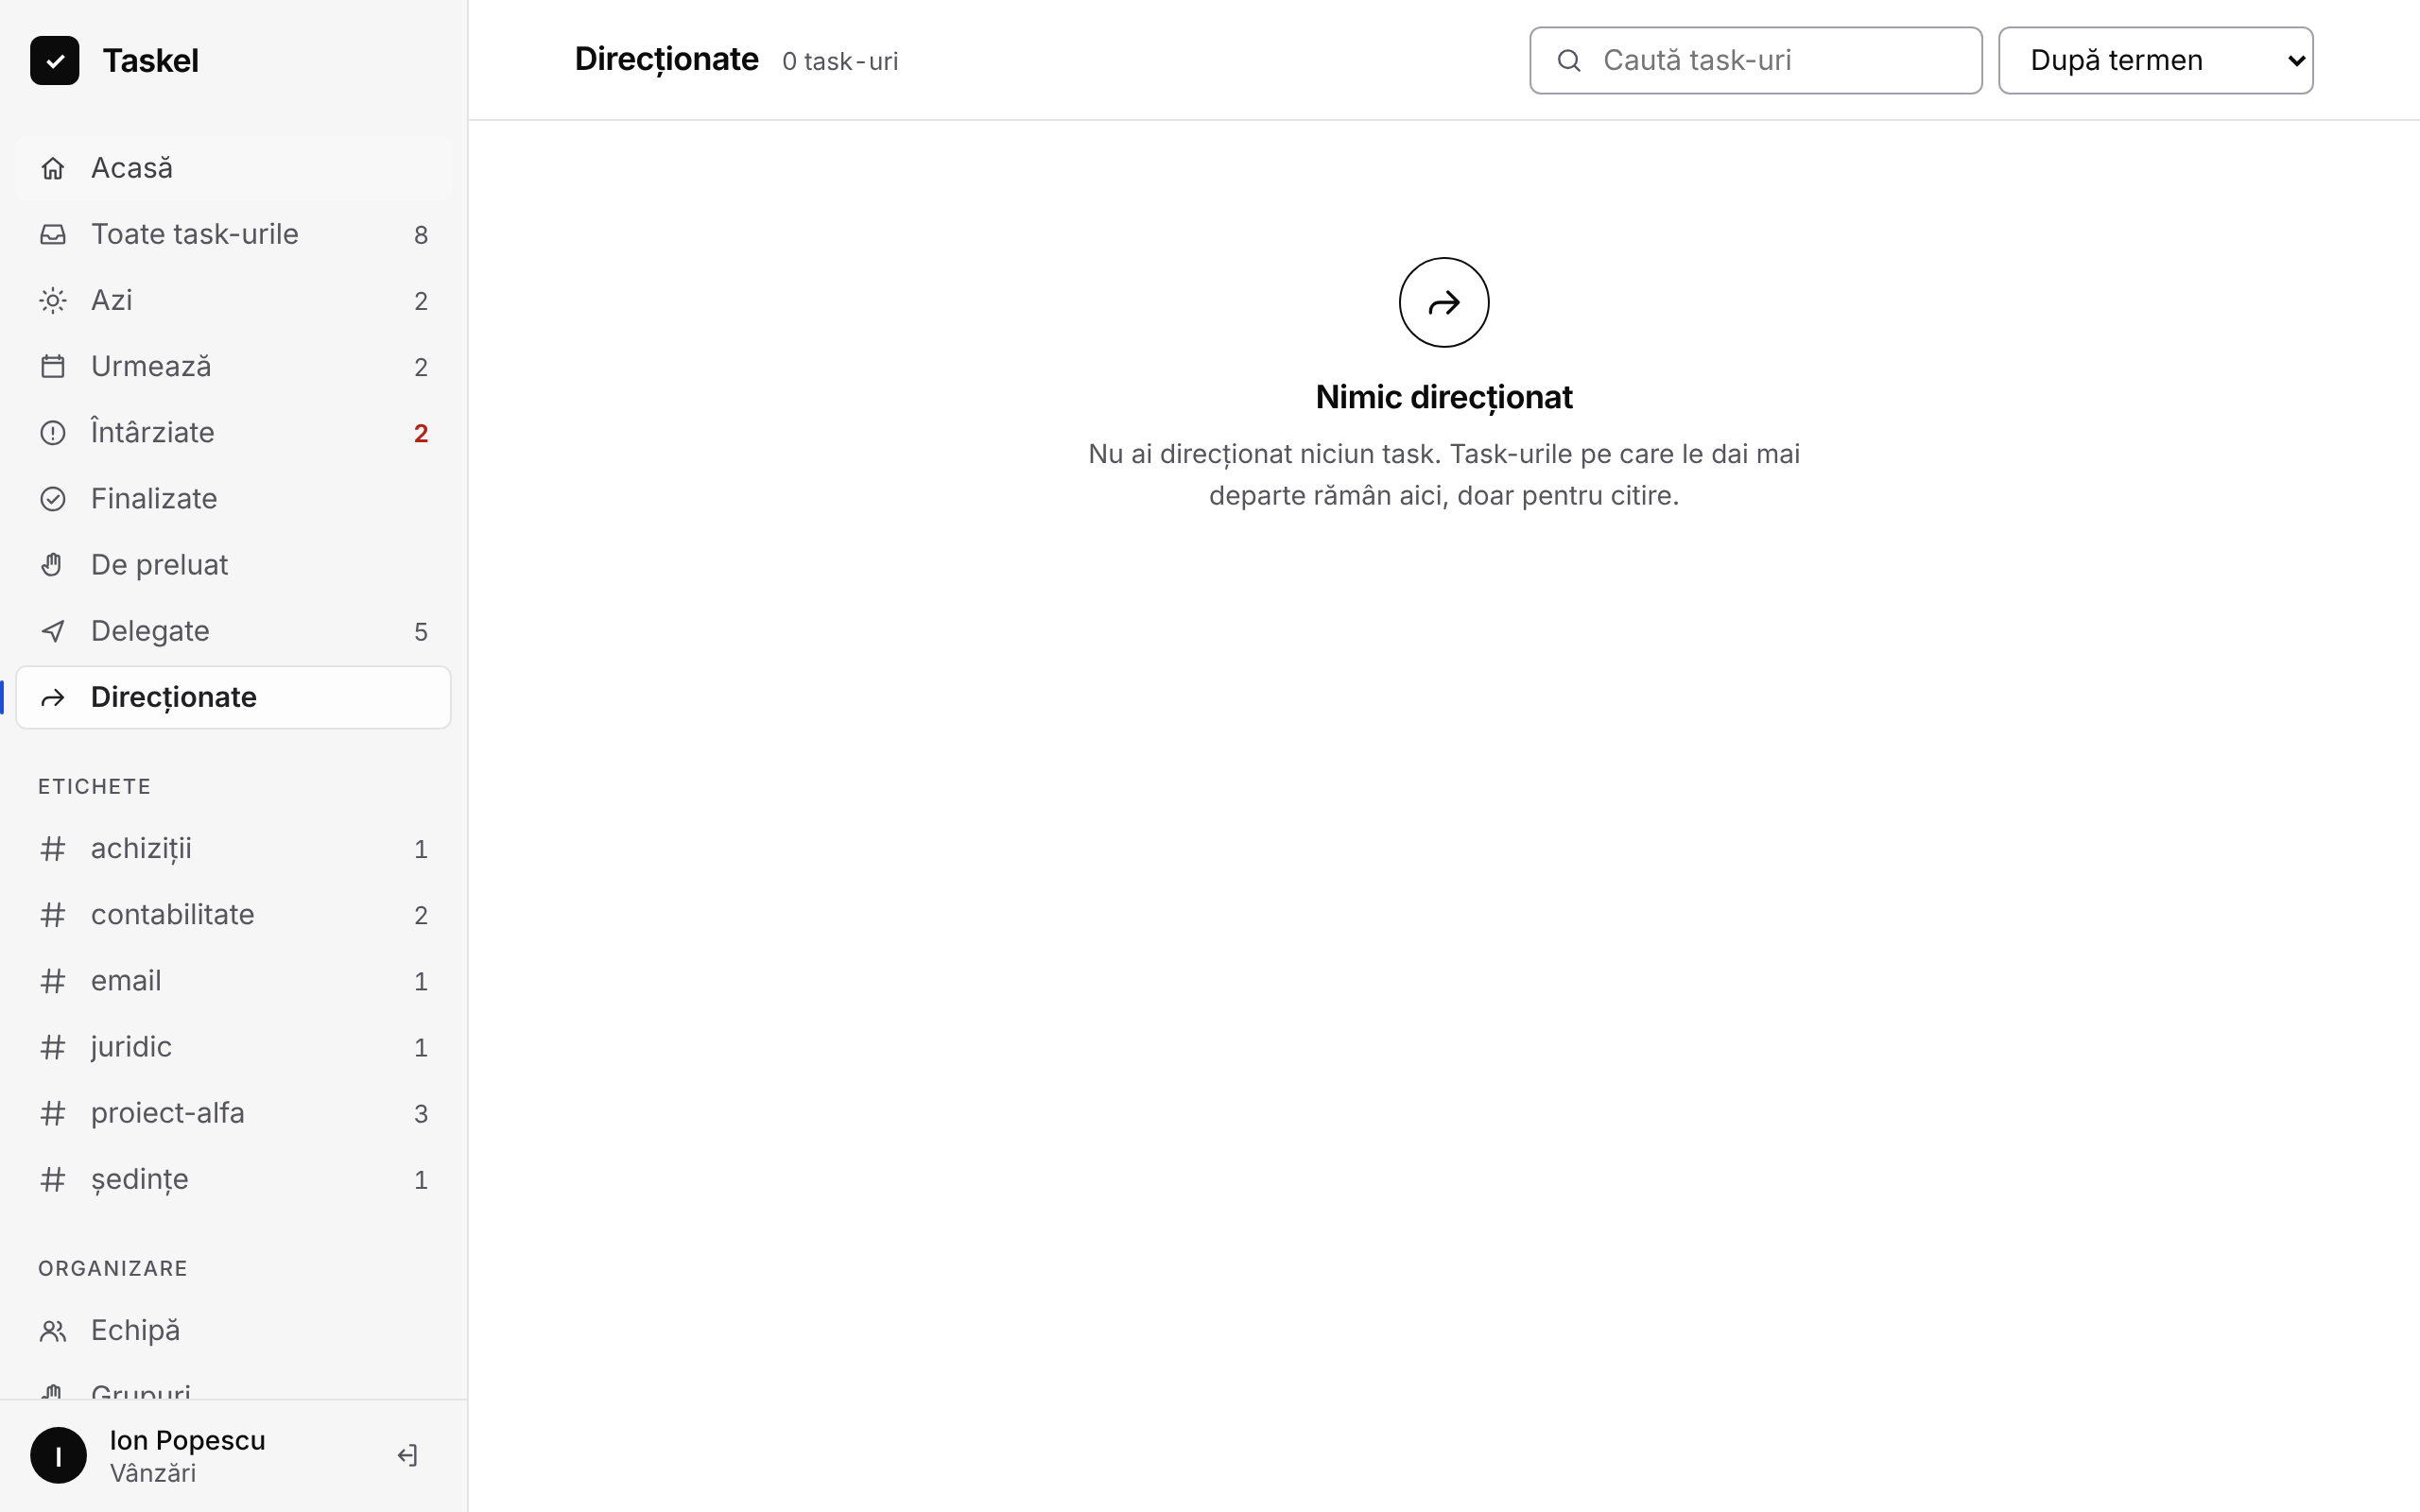 Taskel
Acasă
Toate task-urile 8
Azi 2
Urmează 2
Întârziate 2
Finalizate
De preluat
Delegate 5
Direcționate
ETICHETE
# achiziții 1
# contabilitate 2
# email 1
# juridic 1
# proiect-alfa 3
# ședințe 1
ORGANIZARE
Echipă
Grupuri
I
Ion Popescu
Vânzări
Direcționate 0 task-uri
Caută task-uri
După termen
Nimic direcționat
Nu ai direcționat niciun task. Task-urile pe care le dai mai
departe rămân aici, doar pentru citire.